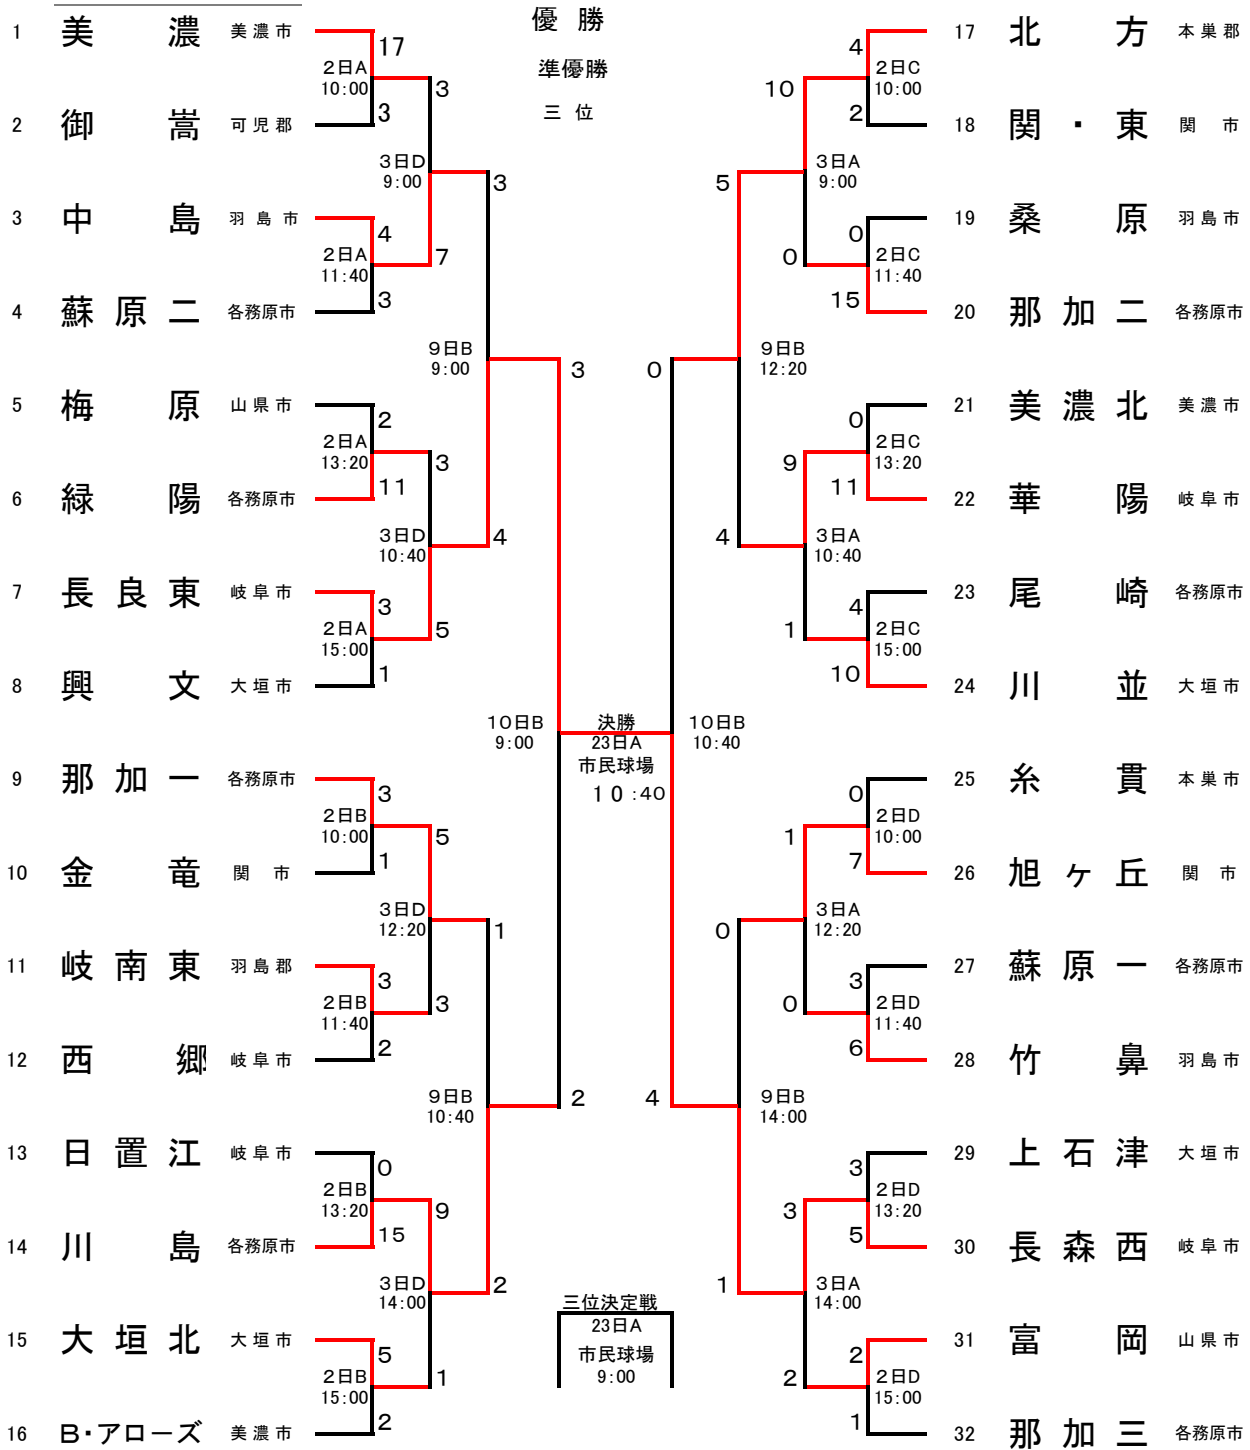 優 勝
準優勝
三 位
1 美濃 美濃市
17
2日A
10:00
3
3
2 御嵩 可児郡
3日D
9:00
3
3 中島 羽島市
4
2日A
11:40
7
3
4 蘇原二 各務原市
9日B
9:00
3
5 梅原 山県市
2
2日A
13:20
3
11
6 緑陽 各務原市
3日D
10:40
4
7 長良東 岐阜市
3
2日A
15:00
5
1
8 興文 大垣市
10日B
9:00
決勝
23日A
市民球場
10:40
9 那加一 各務原市
3
2日B
10:00
5
1
10 金竜 関市
3日D
12:20
1
11 岐南東 羽島郡
3
2日B
11:40
3
2
12 西郷 岐阜市
9日B
10:40
2
13 日置江 岐阜市
0
2日B
13:20
9
15
14 川島 各務原市
3日D
14:00
2
15 大垣北 大垣市
5
2日B
15:00
1
2
16 B・アローズ 美濃市
三位決定戦
23日A
市民球場
9:00
17 北方 本巣郡
4
2日C
10:00
10
2
18 関・東 関市
3日A
9:00
5
19 桑原 羽島市
0
2日C
11:40
0
15
20 那加二 各務原市
9日B
12:20
0
21 美濃北 美濃市
0
2日C
13:20
9
11
22 華陽 岐阜市
3日A
10:40
4
23 尾崎 各務原市
4
2日C
15:00
1
10
24 川並 大垣市
10日B
10:40
25 糸貫 本巣市
0
2日D
10:00
1
7
26 旭ヶ丘 関市
3日A
12:20
0
27 蘇原一 各務原市
3
2日D
11:40
0
6
28 竹鼻 羽島市
9日B
14:00
4
29 上石津 大垣市
3
2日D
13:20
3
5
30 長森西 岐阜市
3日A
14:00
1
31 富岡 山県市
2
2日D
15:00
2
1
32 那加三 各務原市